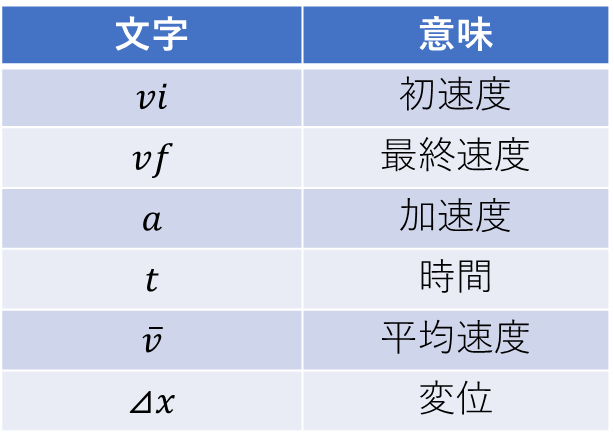 文字 意味
vi 初速度
vf 最終速度
a 加速度
t 時間
v̄ 平均速度
⊿x 変位